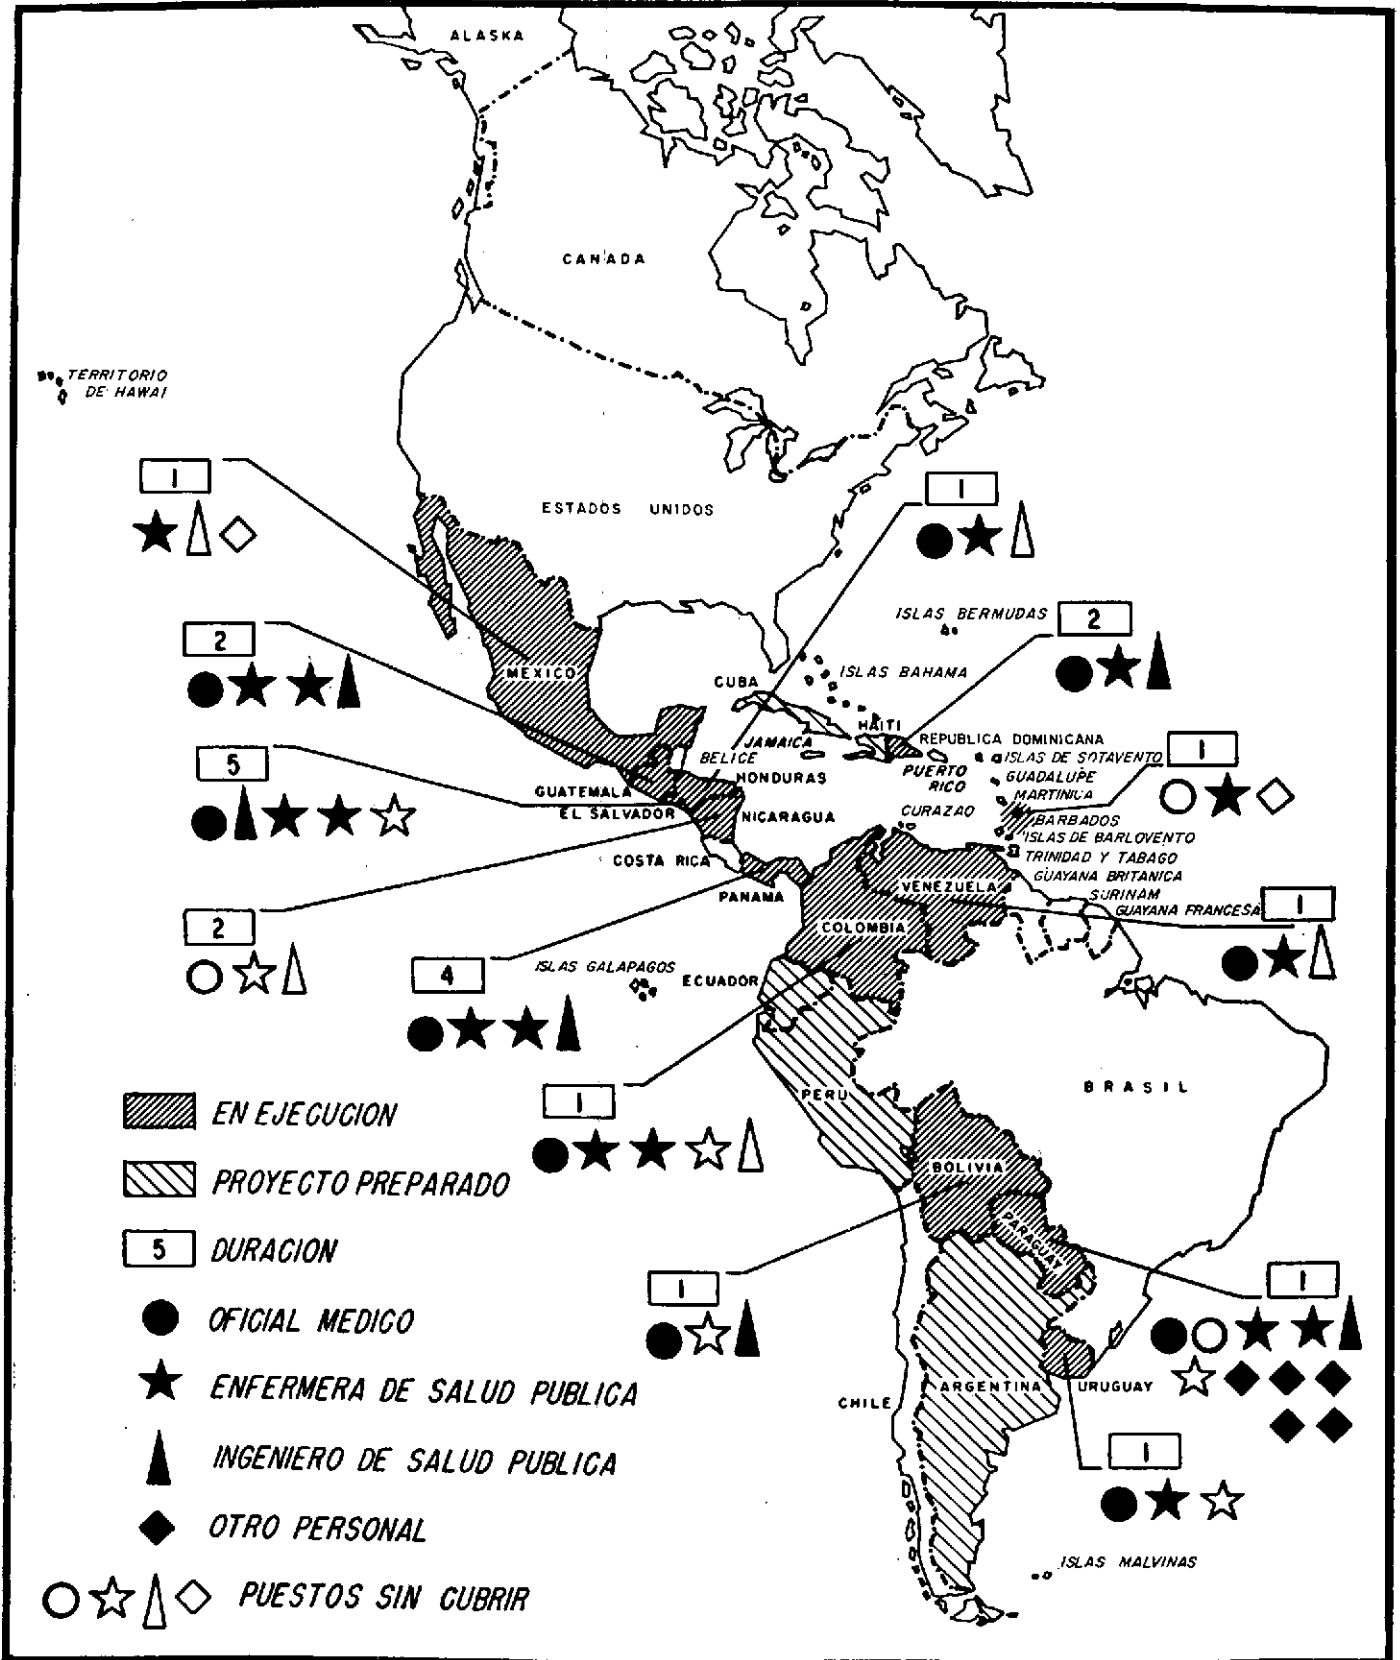 ALASKA
CANADA
TERRITORIO
DE HAWAI
ESTADOS UNIDOS
1
1
ISLAS BERMUDAS
2
2
MEXICO
CUBA
ISLAS BAHAMA
HAITI
JAMAICA
REPUBLICA DOMINICANA
BELICE
ISLAS DE SOTAVENTO
1
5
HONDURAS
PUERTO
RICO
GUADALUPE
GUATEMALA
MARTINICA
EL SALVADOR
NICARAGUA
CURAZAO
BARBADOS
ISLAS DE BARLOVENTO
COSTA RICA
TRINIDAD Y TABAGO
GUAYANA BRITANICA
VENEZUELA
PANAMA
SURINAM
GUAYANA FRANCESA
1
2
COLOMBIA
4
ISLAS GALAPAGOS
ECUADOR
BRASIL
PERU
1
EN EJECUCION
BOLIVIA
PROYECTO PREPARADO
PARAGUAY
5 DURACION
1
1
OFICIAL MEDICO
ENFERMERA DE SALUD PUBLICA
ARGENTINA
URUGUAY
CHILE
INGENIERO DE SALUD PUBLICA
1
OTRO PERSONAL
ISLAS MALVINAS
PUESTOS SIN CUBRIR